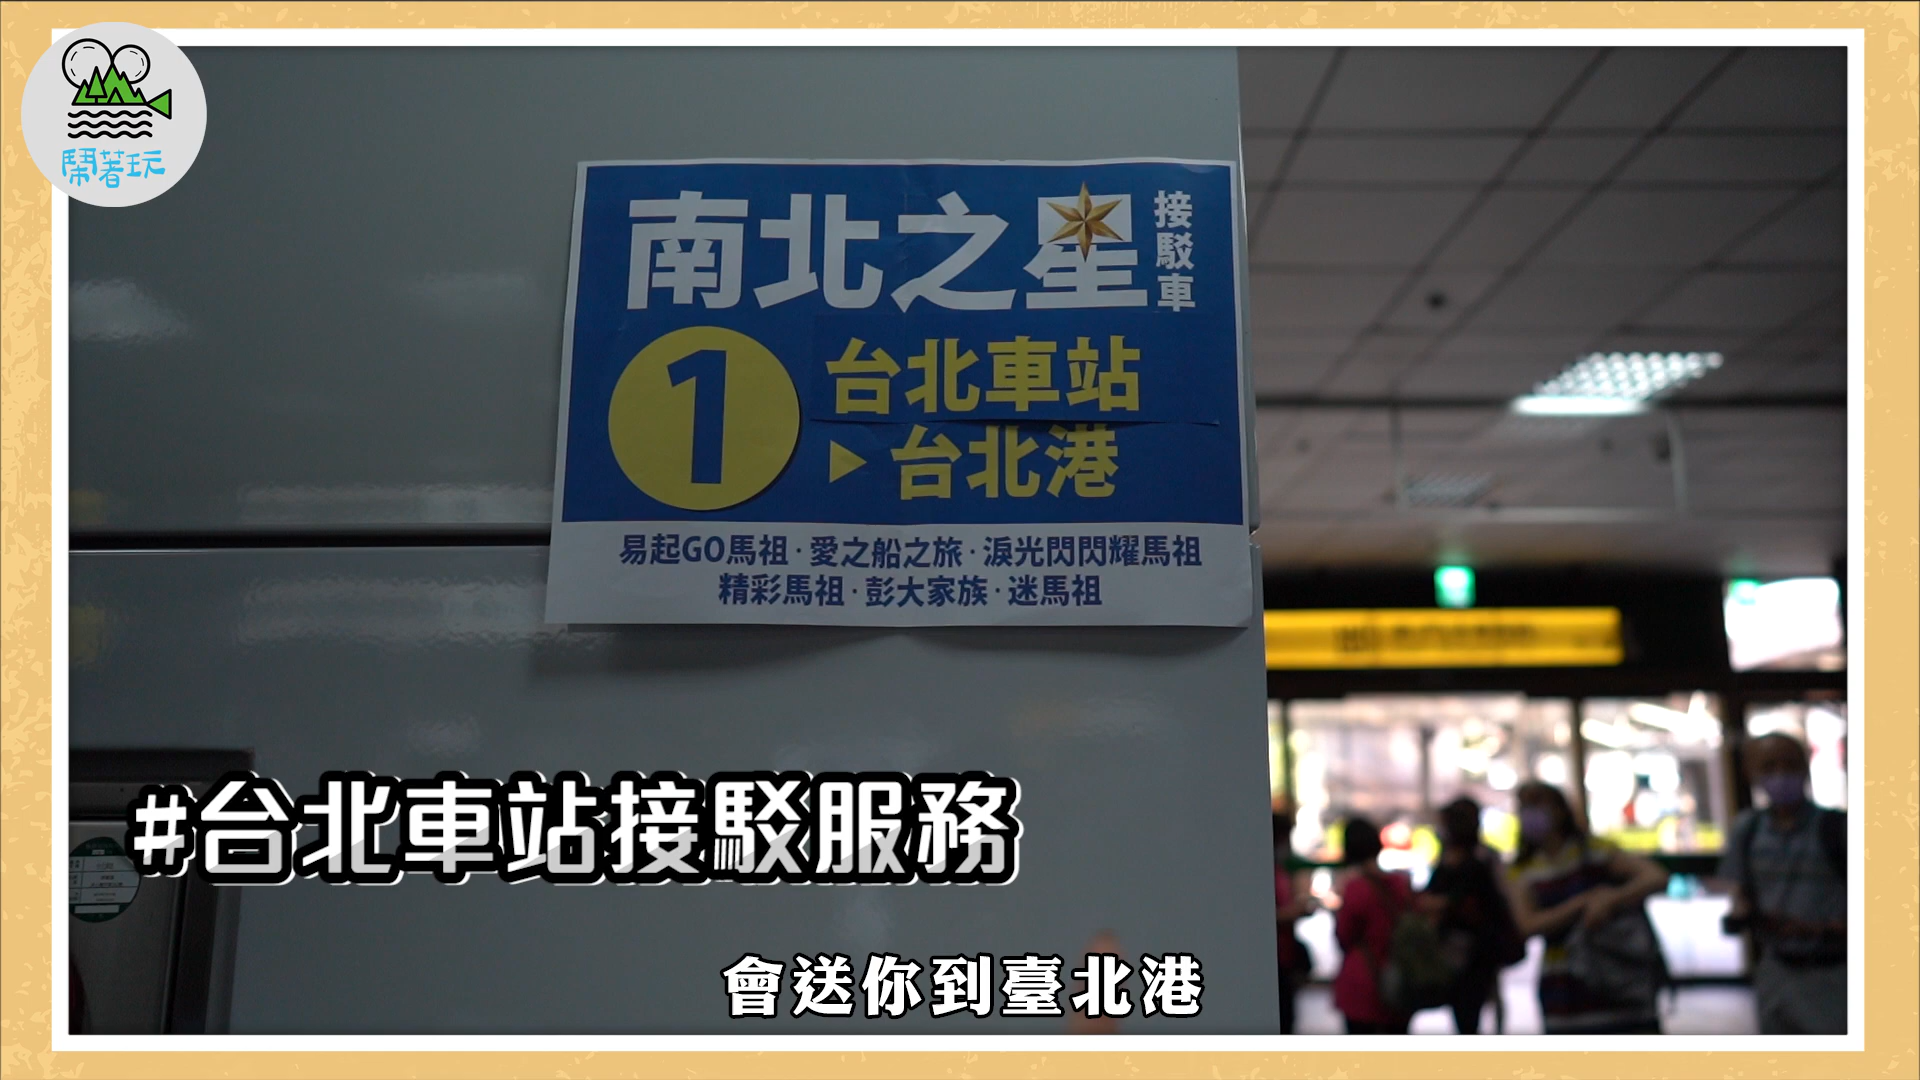 鬧著玩
南北之星
接駁車
1
台北車站
▶台北港
易起GO馬祖·愛之船之旅·淚光閃閃耀馬祖
精彩馬祖·彭大家族·迷馬祖
#台北車站接駁服務
會送你到臺北港